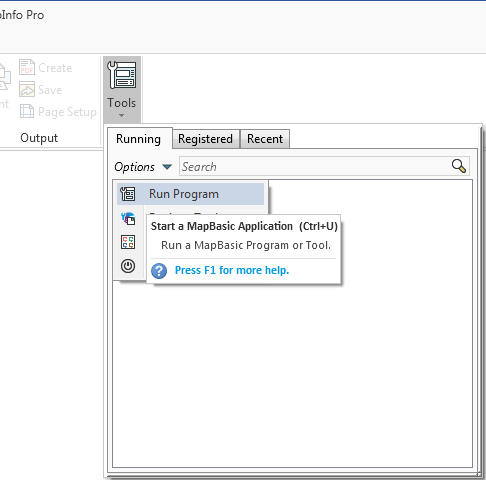 Info Pro
Create
Save
Page Setup
Output
Tools
Running
Registered
Recent
Options
Search
Run Program
Start a MapBasic Application (Ctrl+U)
Run a MapBasic Program or Tool.
Press F1 for more help.